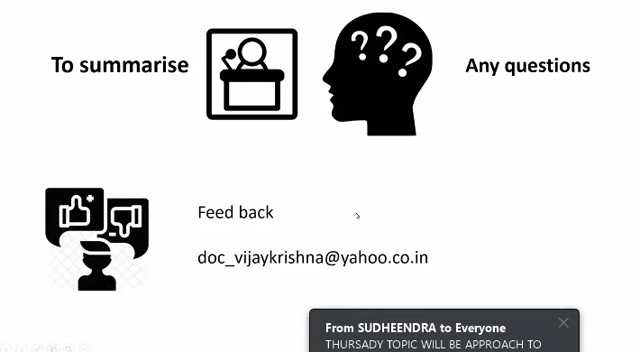 To summarise
Any questions
Feed back
doc_vijaykrishna@yahoo.co.in
From SUDHEENDRA to Everyone
THURSADY TOPIC WILL BE APPROACH TO